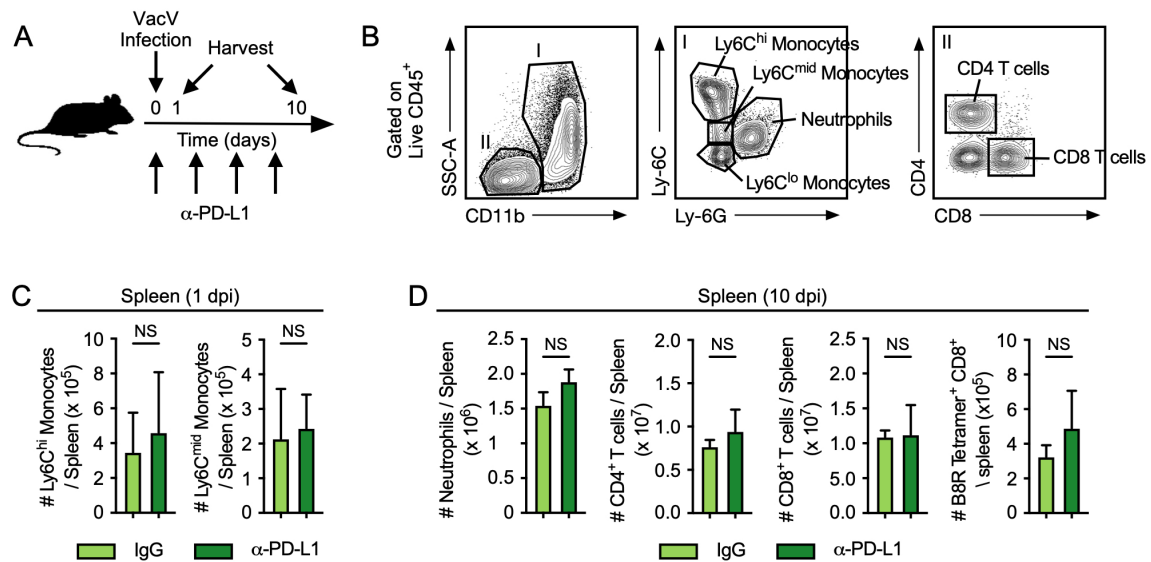 A
VacV
Infection
Harvest
0 1 10
Time (days)
α-PD-L1
B
Gated on
Live CD45⁺
SSC-A
I
II
CD11b
Ly-6C
I
Ly6Cʰⁱ Monocytes
Ly6Cᵐⁱᵈ Monocytes
Neutrophils
Ly6Cˡᵒ Monocytes
Ly-6G
CD4
II
CD4 T cells
CD8 T cells
CD8
C
Spleen (1 dpi)
# Ly6Cʰⁱ Monocytes
/ Spleen (x 10⁵)
10
8
6
4
2
0
NS
# Ly6Cᵐⁱᵈ Monocytes
/ Spleen (x 10⁵)
5
4
3
2
1
0
NS
IgG
α-PD-L1
D
Spleen (10 dpi)
# Neutrophils / Spleen
(x 10⁶)
2.5
2.0
1.5
1.0
0.5
0
NS
# CD4⁺ T cells / Spleen
(x 10⁷)
2.0
1.5
1.0
0.5
0.0
NS
# CD8⁺ T cells / Spleen
(x 10⁷)
2.5
2.0
1.5
1.0
0.5
0.0
NS
# B8R Tetramer⁺ CD8⁺
\ spleen (x10⁵)
10
8
6
4
2
0
NS
IgG
α-PD-L1